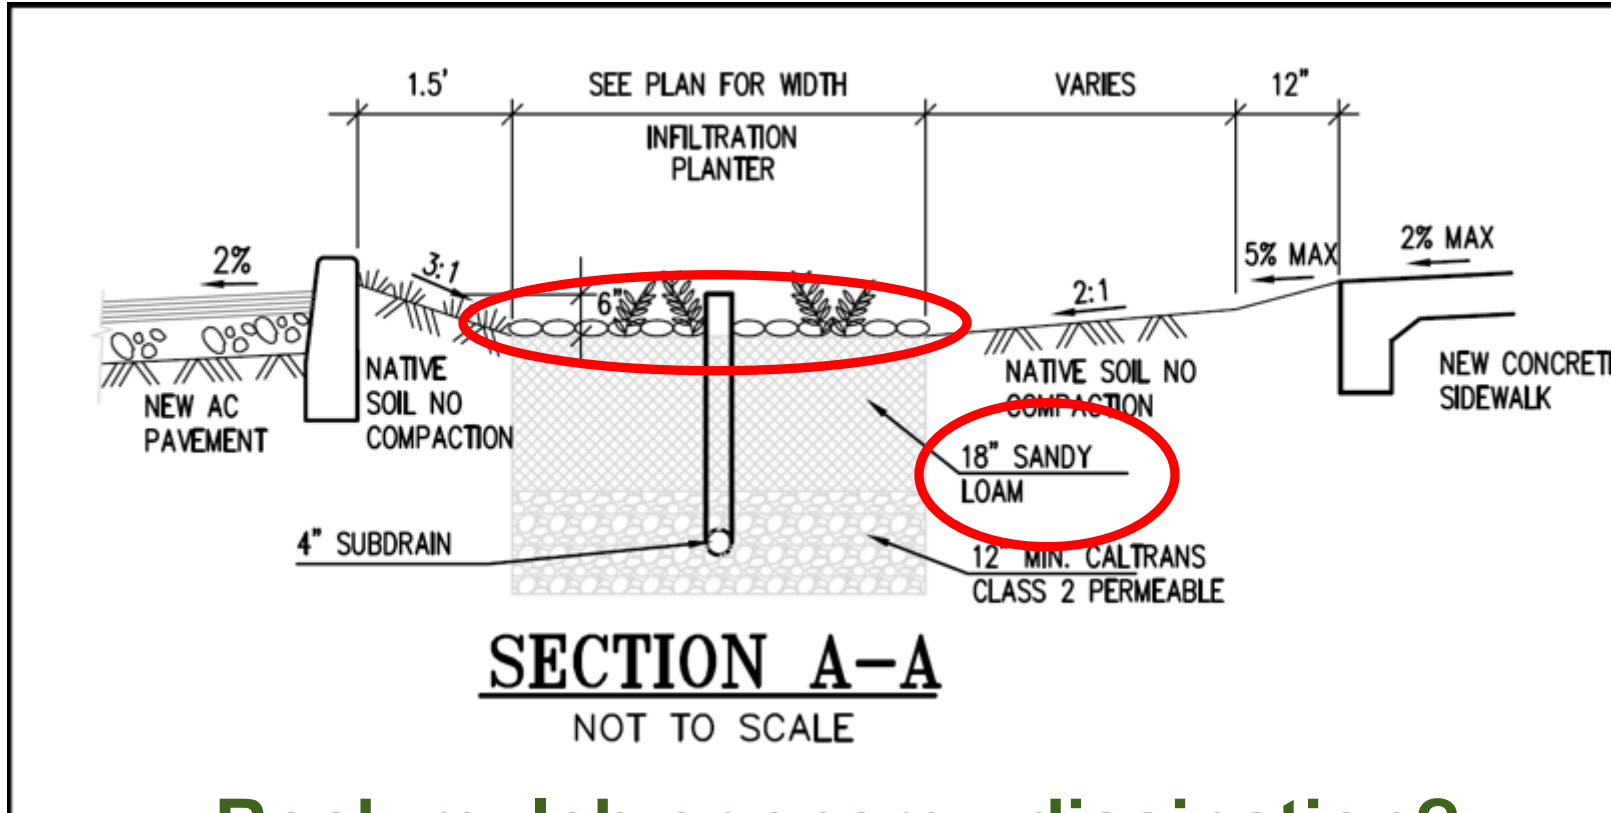 1.5'
SEE PLAN FOR WIDTH
VARIES
12"
INFILTRATION
PLANTER
2%
3:1
6"
2:1
5% MAX
2% MAX
NEW AC
PAVEMENT
NATIVE
SOIL NO
COMPACTION
NATIVE SOIL NO
COMPACTION
NEW CONCRETE
SIDEWALK
18" SANDY
LOAM
4" SUBDRAIN
12" MIN. CALTRANS
CLASS 2 PERMEABLE
SECTION A-A
NOT TO SCALE